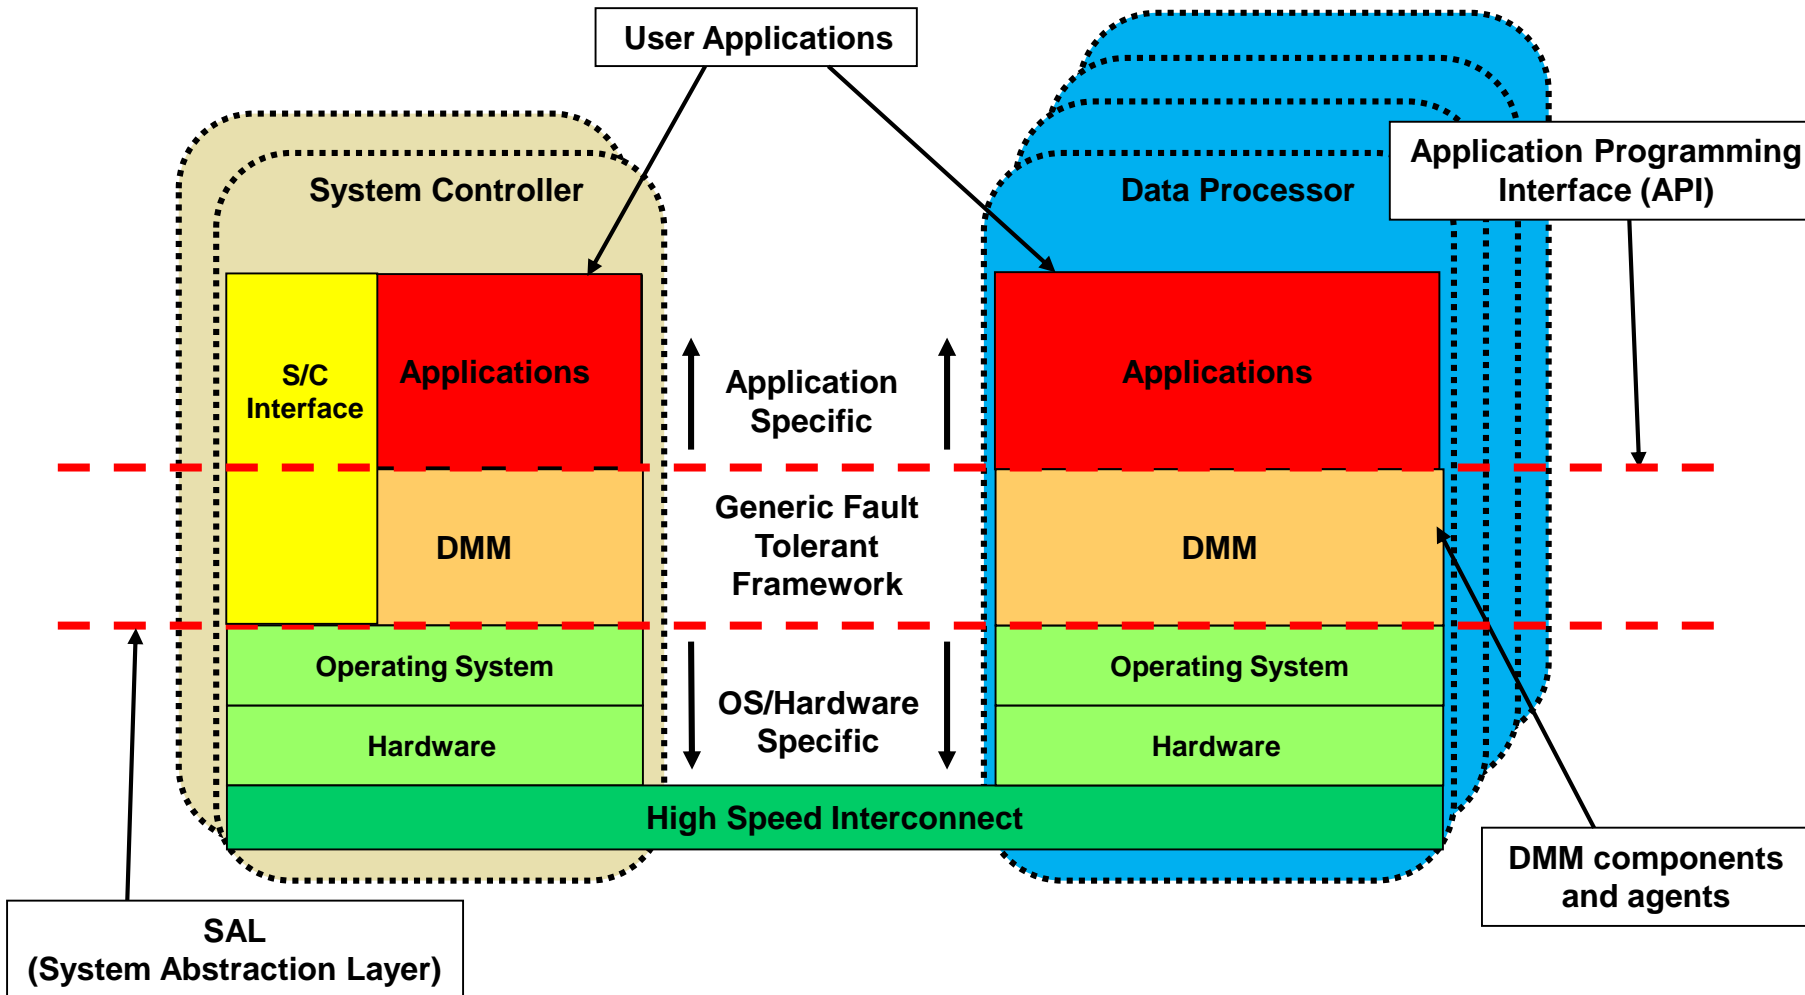 User Applications
Application Programming
Interface (API)
System Controller
Data Processor
S/C
Interface
Applications
Application
Specific
Applications
Generic Fault
Tolerant
Framework
DMM
DMM
Operating System
Operating System
OS/Hardware
Specific
Hardware
Hardware
High Speed Interconnect
DMM components
and agents
SAL
(System Abstraction Layer)